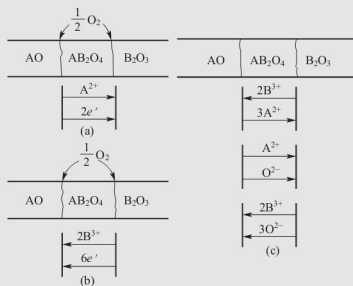 1/2 O₂
AO AB₂O₄ B₂O₃
A²⁺
2e′
(a)
1/2 O₂
AO AB₂O₄ B₂O₃
2B³⁺
6e′
(b)
AO AB₂O₄ B₂O₃
2B³⁺
3A²⁺
A²⁺
O²⁻
2B³⁺
3O²⁻
(c)